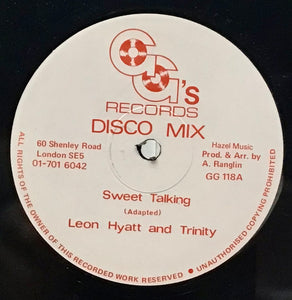 GG's
RECORDS
DISCO MIX
60 Shenley Road
London SE5
01-701 6042
Hazel Music
Prod. & Arr. by
A. Ranglin
GG 118A
Sweet Talking
(Adapted)
Leon Hyatt and Trinity
ALL RIGHTS OF THE OWNER OF THIS RECORDED WORK RESERVED • UNAUTHORISED COPYING PROHIBITED